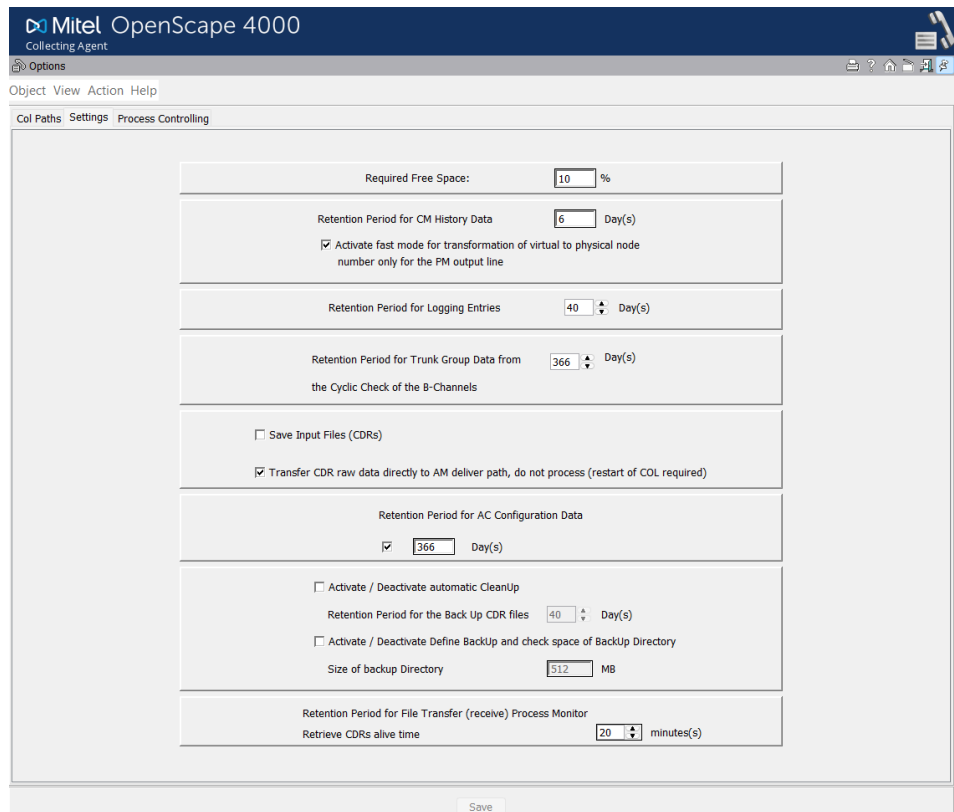 Mitel OpenScape 4000
Collecting Agent
Options
Object View Action Help
Col Paths Settings Process Controlling
Required Free Space: 10 %
Retention Period for CM History Data 6 Day(s)
Activate fast mode for transformation of virtual to physical node
number only for the PM output line
Retention Period for Logging Entries 40 Day(s)
Retention Period for Trunk Group Data from 366 Day(s)
the Cyclic Check of the B-Channels
Save Input Files (CDRs)
Transfer CDR raw data directly to AM deliver path, do not process (restart of COL required)
Retention Period for AC Configuration Data
366 Day(s)
Activate / Deactivate automatic CleanUp
Retention Period for the Back Up CDR files 40 Day(s)
Activate / Deactivate Define BackUp and check space of BackUp Directory
Size of backup Directory 512 MB
Retention Period for File Transfer (receive) Process Monitor
Retrieve CDRs alive time 20 minutes(s)
Save